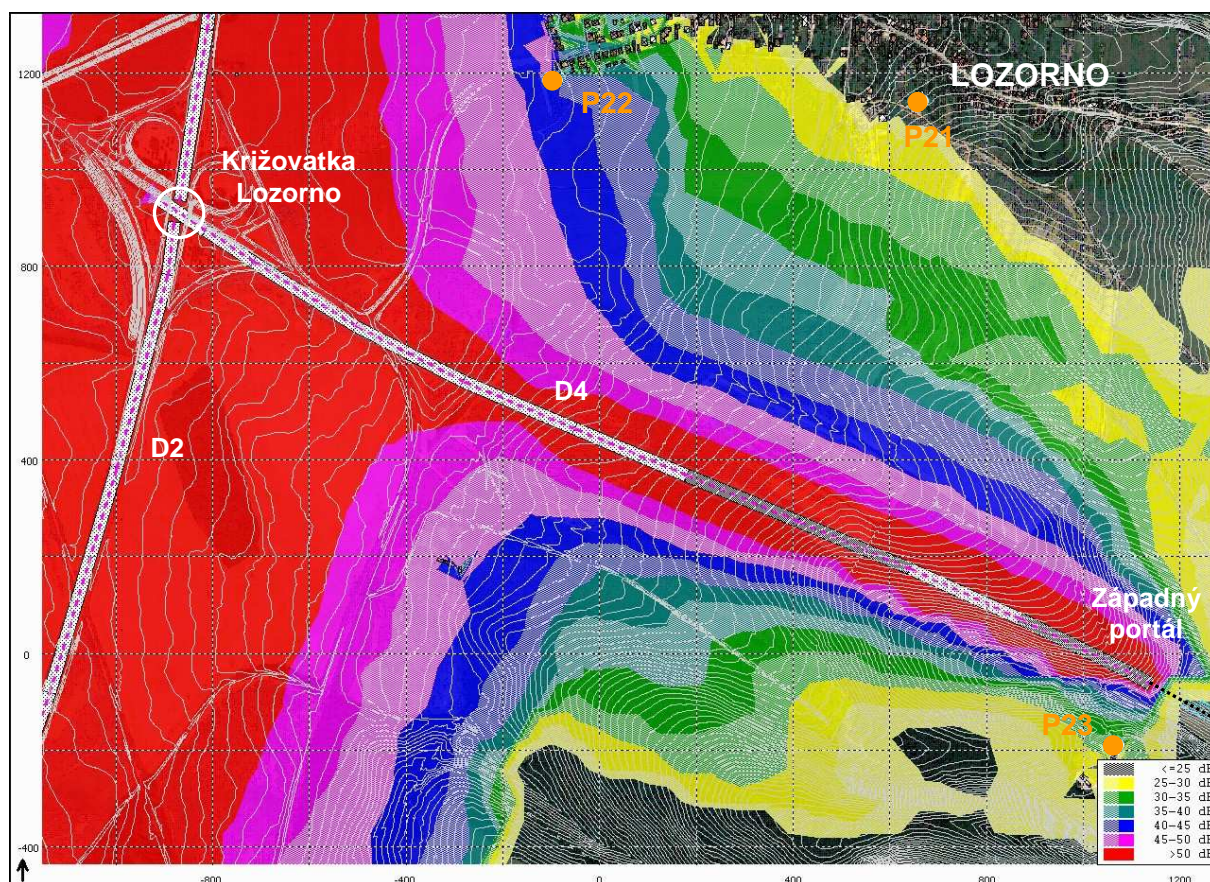 1200
LOZORNO
P22
P21
Križovatka
Lozorno
800
D4
D2
400
Západný
portál
0
P23
<=25 dB
25-30 dB
30-35 dB
35-40 dB
40-45 dB
45-50 dB
>50 dB
-400
-800
-400
0
400
800
1200